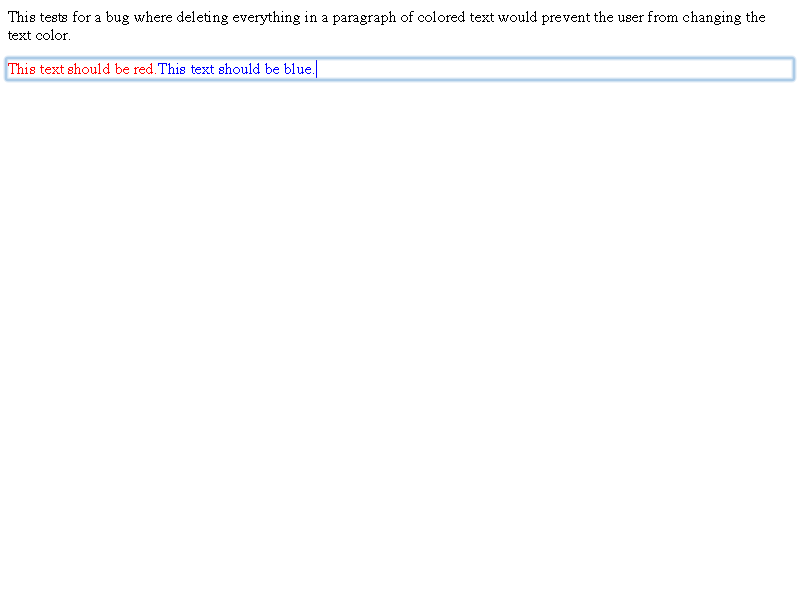 This tests for a bug where deleting everything in a paragraph of colored text would prevent the user from changing the
text color.
This text should be red.This text should be blue.